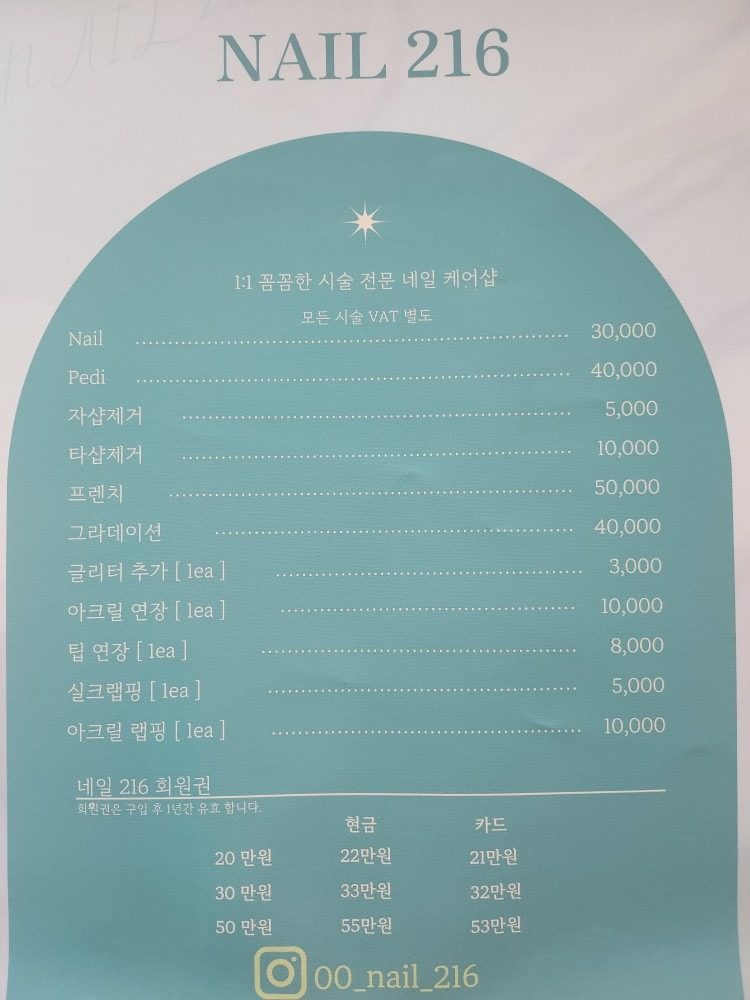 NAIL 216
1:1 꼼꼼한 시술 전문 네일 케어샵
모든 시술 VAT 별도
Nail 30,000
Pedi 40,000
자샵제거 5,000
타샵제거 10,000
프렌치 50,000
그라데이션 40,000
글리터 추가 [ 1ea ] 3,000
아크릴 연장 [ 1ea ] 10,000
팁 연장 [ 1ea ] 8,000
실크랩핑 [ 1ea ] 5,000
아크릴 랩핑 [ 1ea ] 10,000
네일 216 회원권
회원권은 구입 후 1년간 유효 합니다.
현금 카드
20 만원 22만원 21만원
30 만원 33만원 32만원
50 만원 55만원 53만원
00_nail_216